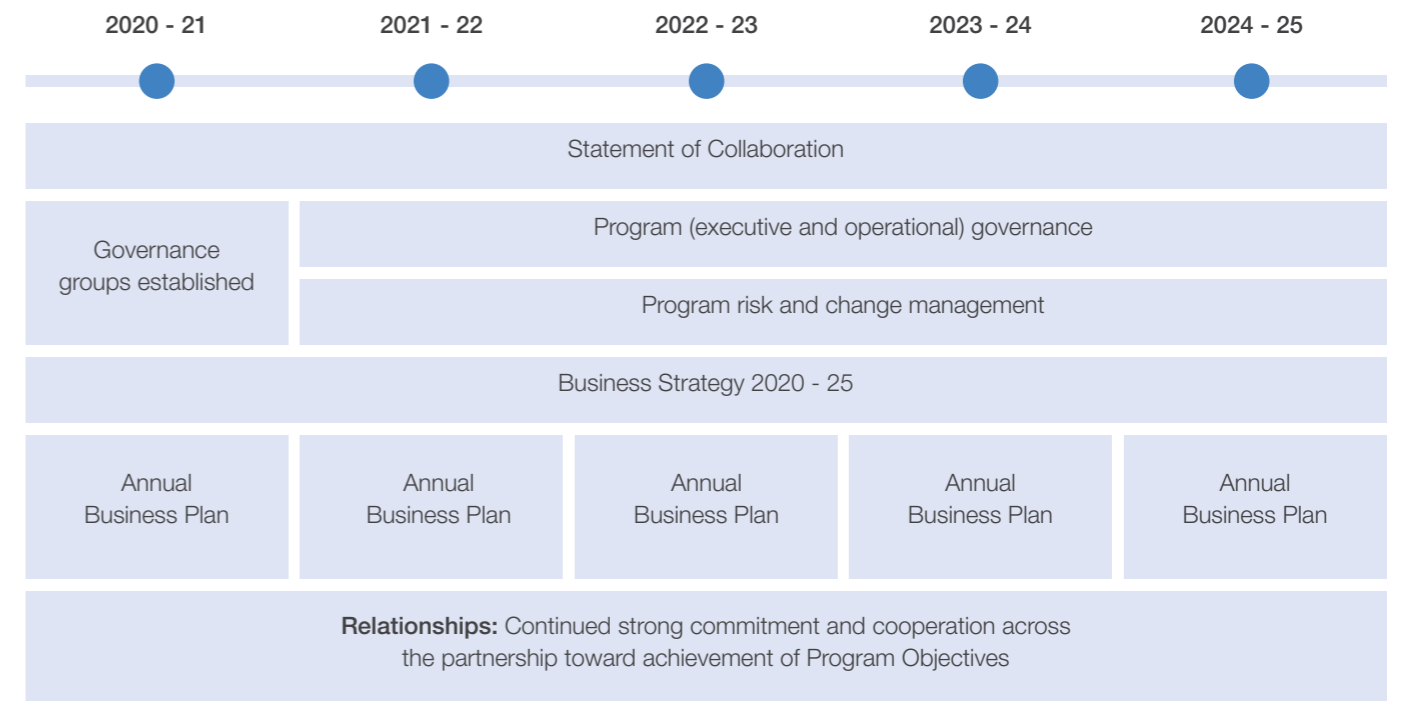 2020 - 21
2021 - 22
2022 - 23
2023 - 24
2024 - 25
Statement of Collaboration
Governance
groups established
Program (executive and operational) governance
Program risk and change management
Business Strategy 2020 - 25
Annual
Business Plan
Annual
Business Plan
Annual
Business Plan
Annual
Business Plan
Annual
Business Plan
Relationships: Continued strong commitment and cooperation across
the partnership toward achievement of Program Objectives